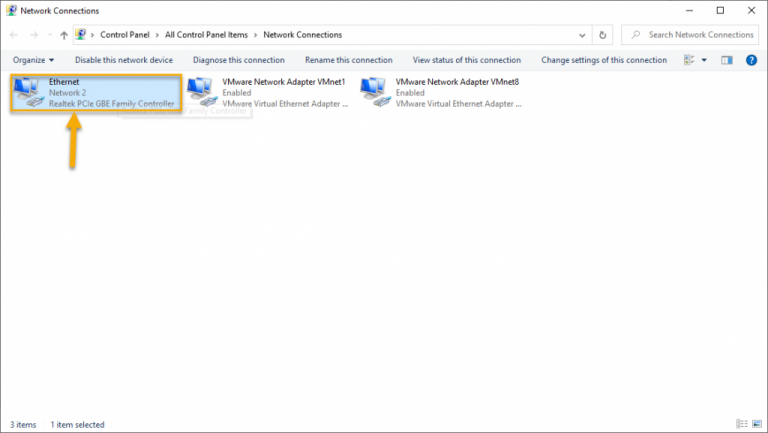 Network Connections
Control Panel > All Control Panel Items > Network Connections
Search Network Connections
Organize Disable this network device Diagnose this connection Rename this connection View status of this connection Change settings of this connection
Ethernet
Network 2
Realtek PCIe GBE Family Controller
VMware Network Adapter VMnet1
Enabled
VMware Virtual Ethernet Adapter ...
VMware Network Adapter VMnet8
Enabled
VMware Virtual Ethernet Adapter ...
3 items 1 item selected